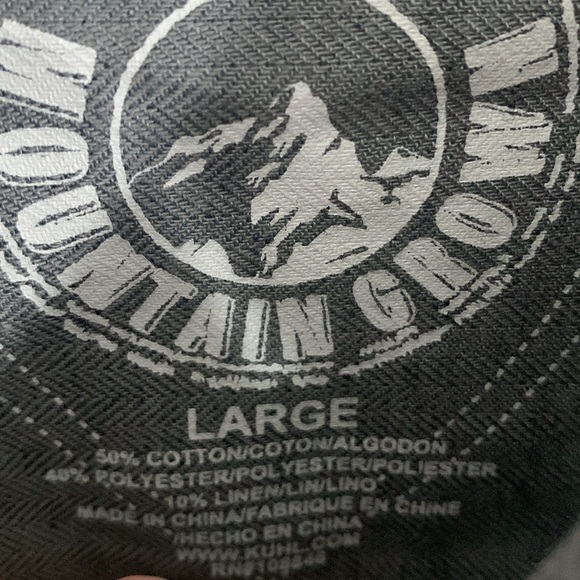 MOUNTAIN GROWN
LARGE
50% COTTON/COTON/ALGODON
40% POLYESTER/POLYESTER/POLIESTER
10% LINEN/LIN/LINO
MADE IN CHINA/FABRIQUE EN CHINE
/HECHO EN CHINA
WWW.KUHL.COM